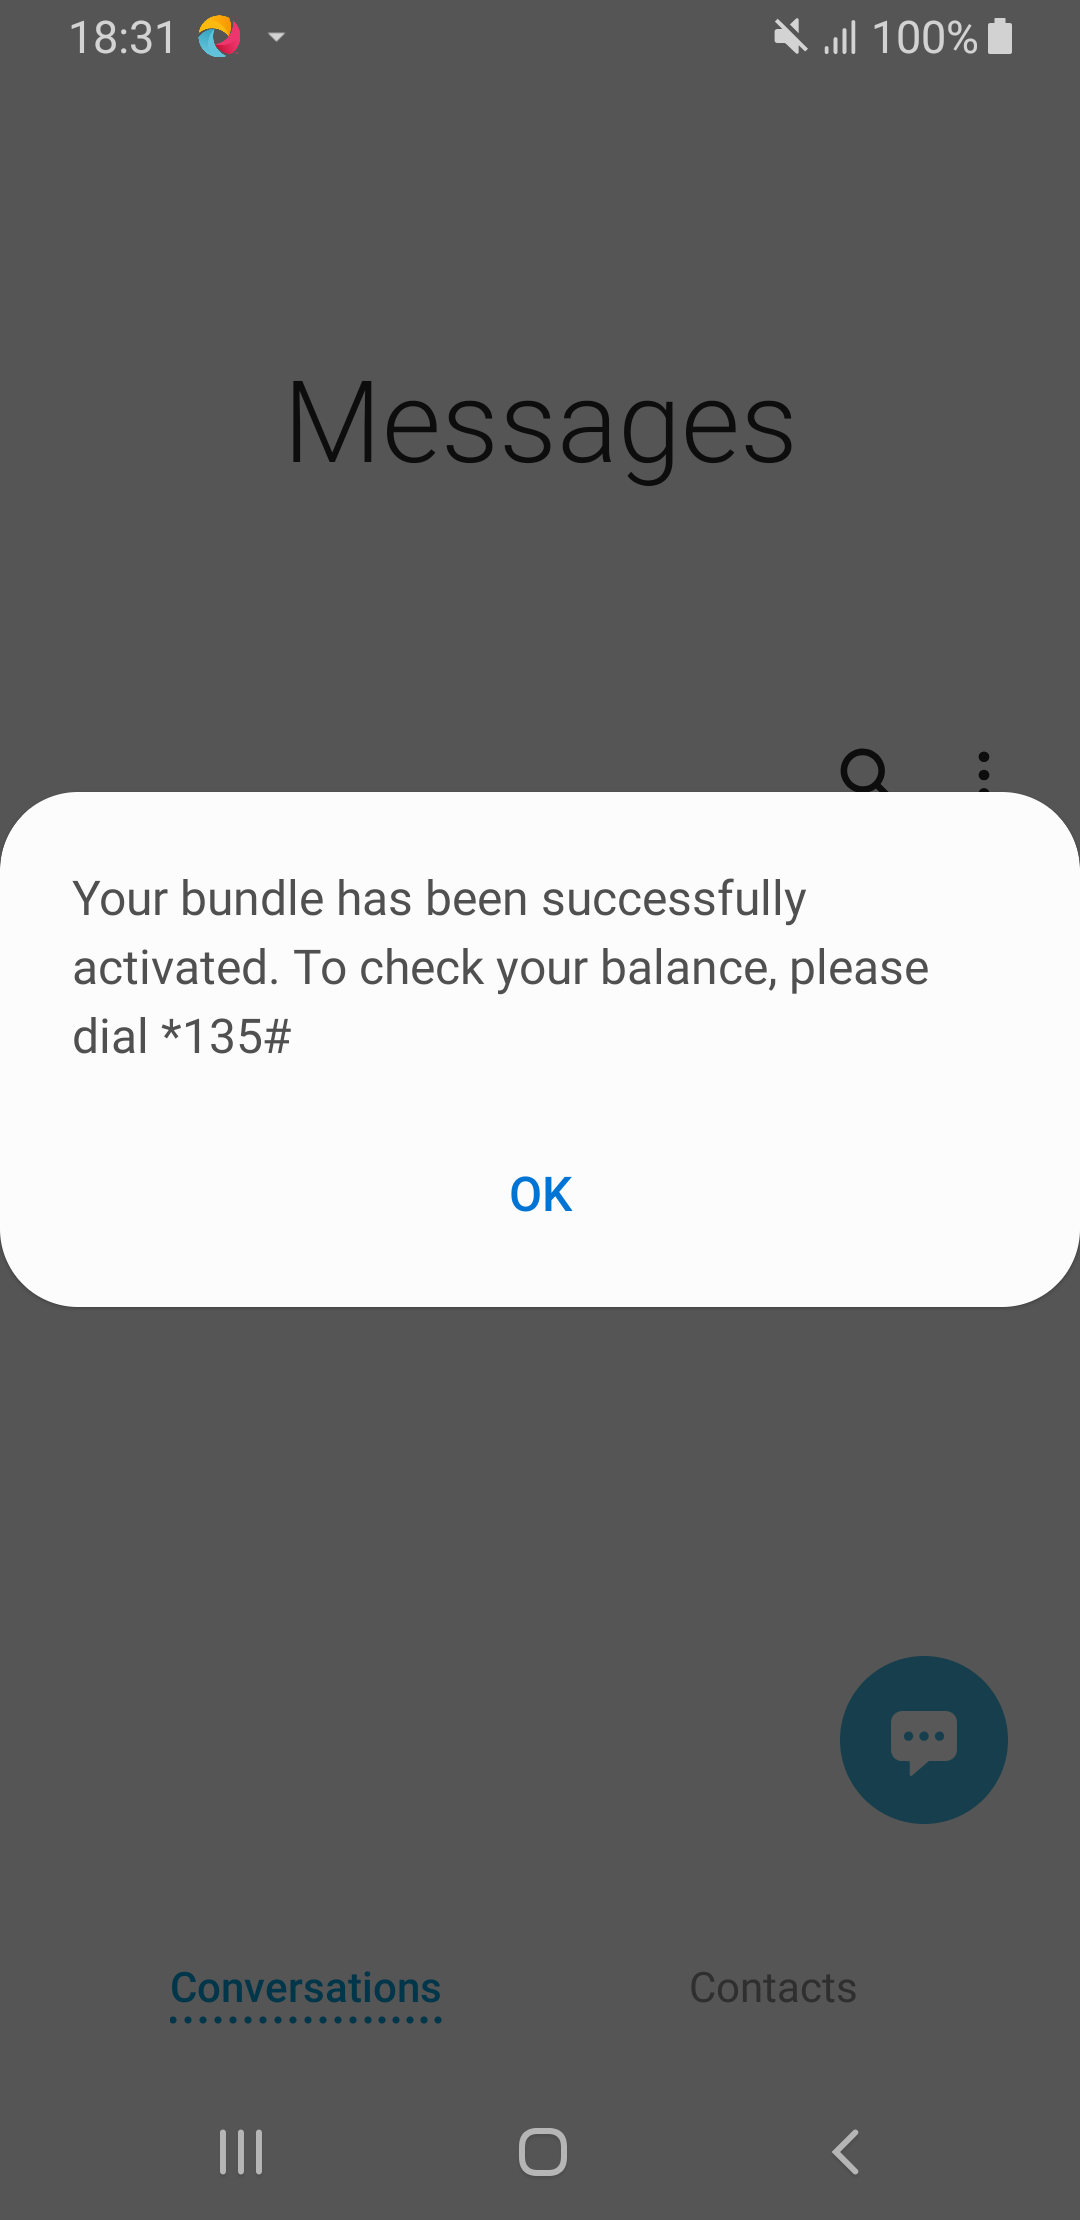 18:31
100%
Messages
Your bundle has been successfully
activated. To check your balance, please
dial *135#
OK
Conversations
Contacts